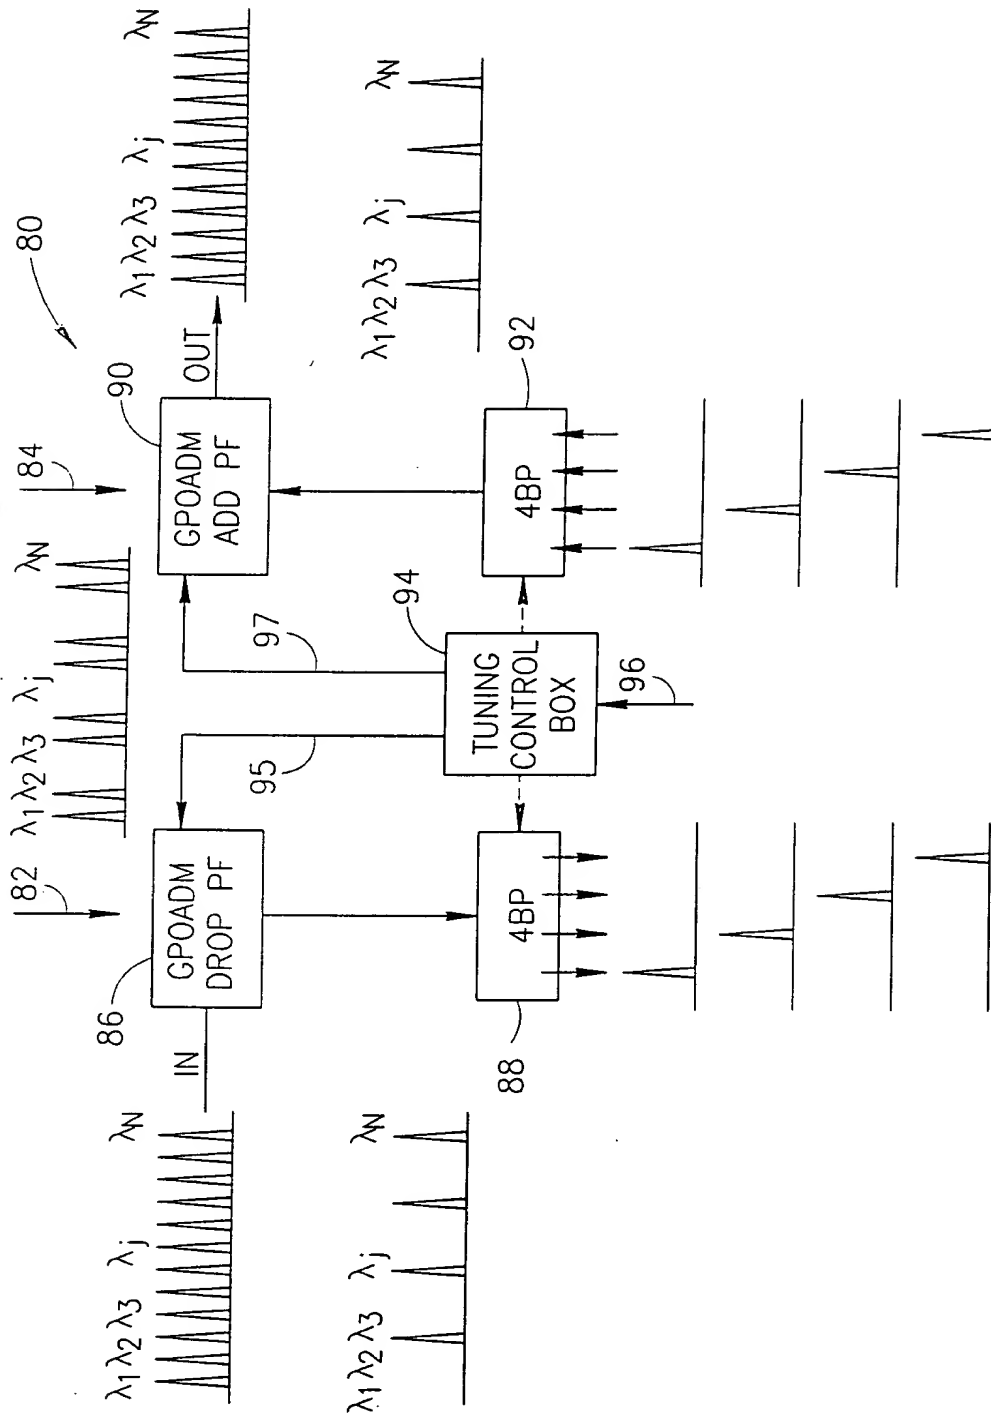 80
λ1 λ2 λ3 λj λN
IN
86
GPOADM
DROP PF
82
λ1 λ2 λ3 λj λN
84
90
GPOADM
ADD PF
OUT
λ1 λ2 λ3 λj λN
95
97
λ1 λ2 λ3 λj λN
88
4BP
94
TUNING
CONTROL
BOX
96
92
4BP
λ1 λ2 λ3 λj λN